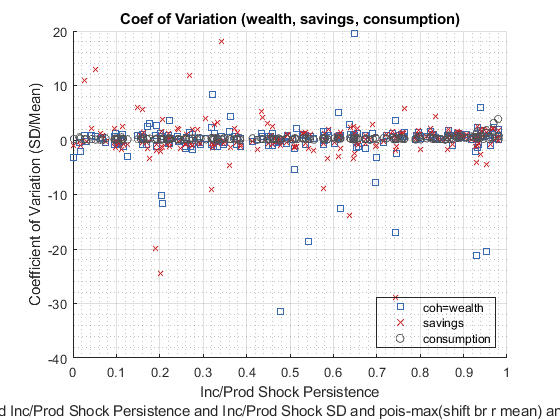 Coef of Variation (wealth, savings, consumption)
Coefficient of Variation (SD/Mean)
20
10
0
-10
-20
-30
-40
coh=wealth
savings
consumption
0 0.1 0.2 0.3 0.4 0.5 0.6 0.7 0.8 0.9 1
Inc/Prod Shock Persistence
d Inc/Prod Shock Persistence and Inc/Prod Shock SD and pois-max(shift br r mean) an